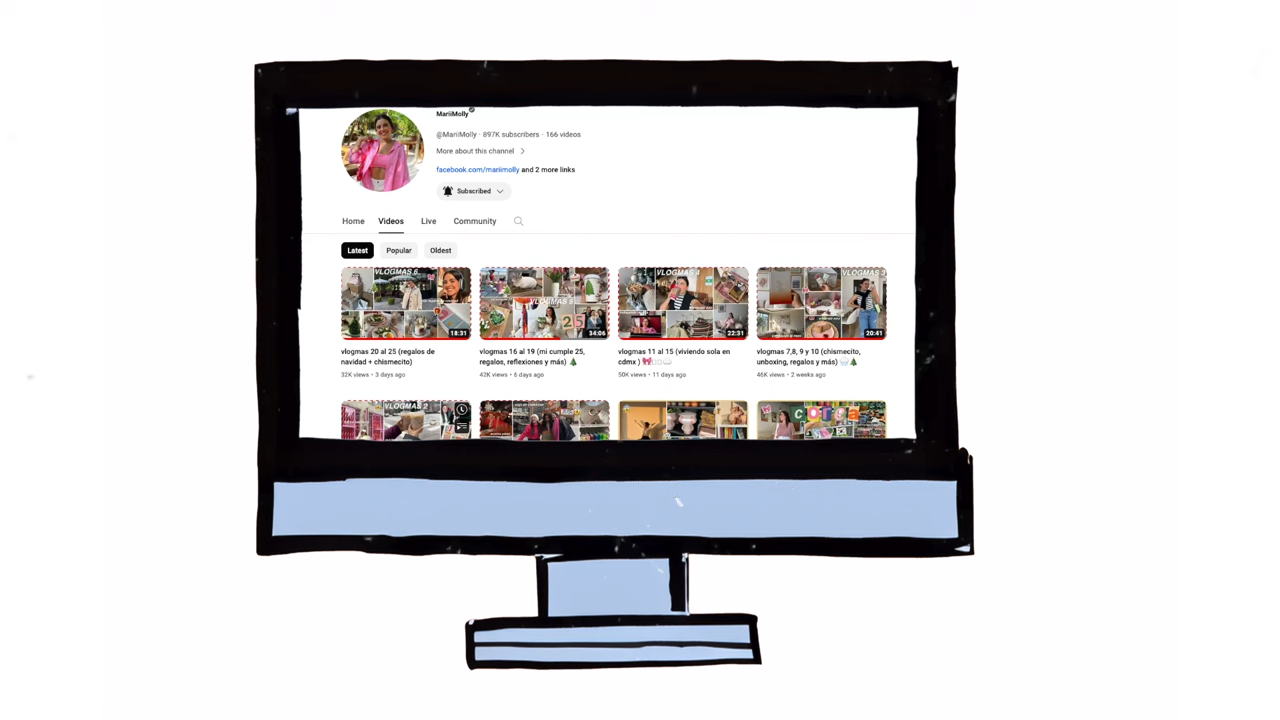 MariiMolly
@MariiMolly · 897K subscribers · 166 videos
More about this channel
facebook.com/mariimolly and 2 more links
Subscribed
Home Videos Live Community
Latest Popular Oldest
VLOGMAS 6 VLOGMAS 5 VLOGMAS 4 VLOGMAS 3
25
18:31 34:06 22:31 20:41
vlogmas 20 al 25 (regalos de
navidad + chismecito)
32K views • 3 days ago
vlogmas 16 al 19 (mi cumple 25,
regalos, reflexiones y más)
42K views • 6 days ago
vlogmas 11 al 15 (viviendo sola en
cdmx )
50K views • 11 days ago
vlogmas 7,8, 9 y 10 (chismecito,
unboxing, regalos y más)
46K views • 2 weeks ago
VLOGMAS 2
corea